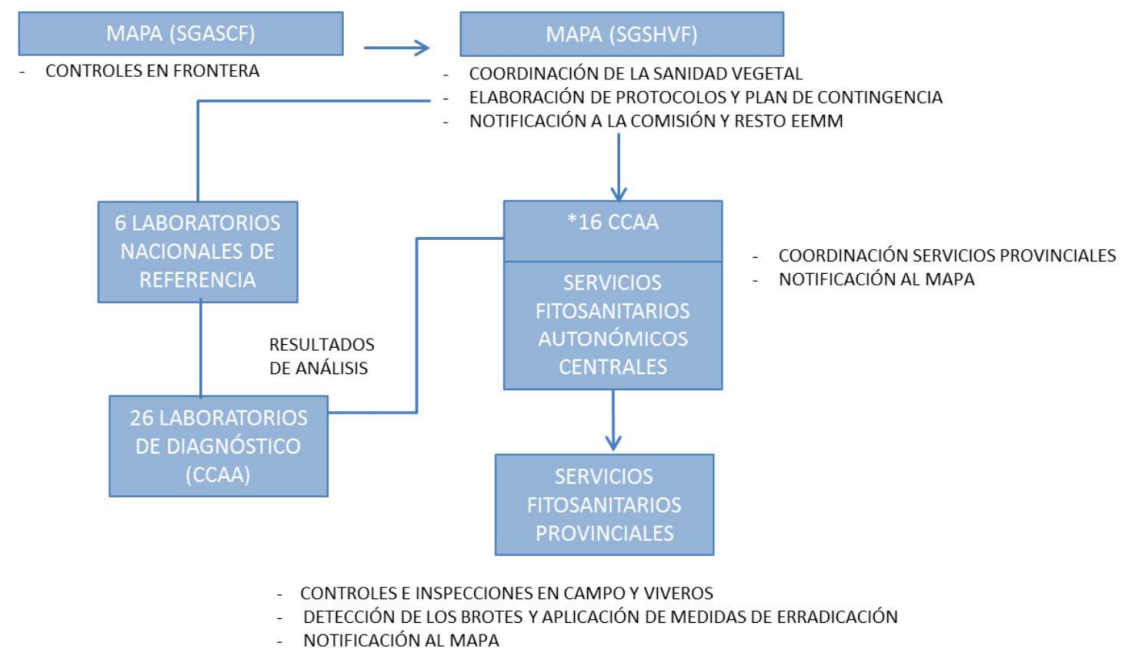 MAPA (SGASCF)
- CONTROLES EN FRONTERA
MAPA (SGSHVF)
- COORDINACIÓN DE LA SANIDAD VEGETAL
- ELABORACIÓN DE PROTOCOLOS Y PLAN DE CONTINGENCIA
- NOTIFICACIÓN A LA COMISIÓN Y RESTO EEMM
6 LABORATORIOS
NACIONALES DE
REFERENCIA
*16 CCAA
SERVICIOS
FITOSANITARIOS
AUTONÓMICOS
CENTRALES
- COORDINACIÓN SERVICIOS PROVINCIALES
- NOTIFICACIÓN AL MAPA
RESULTADOS
DE ANÁLISIS
26 LABORATORIOS
DE DIAGNÓSTICO
(CCAA)
SERVICIOS
FITOSANITARIOS
PROVINCIALES
- CONTROLES E INSPECCIONES EN CAMPO Y VIVEROS
- DETECCIÓN DE LOS BROTES Y APLICACIÓN DE MEDIDAS DE ERRADICACIÓN
- NOTIFICACIÓN AL MAPA